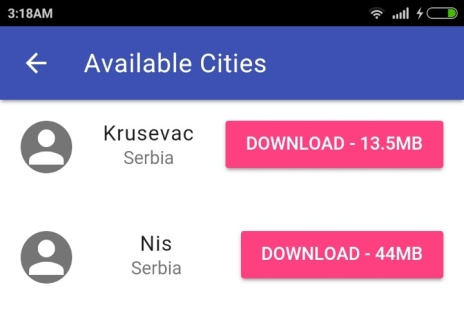 3:18AM
Available Cities
Krusevac
Serbia
DOWNLOAD - 13.5MB
Nis
Serbia
DOWNLOAD - 44MB